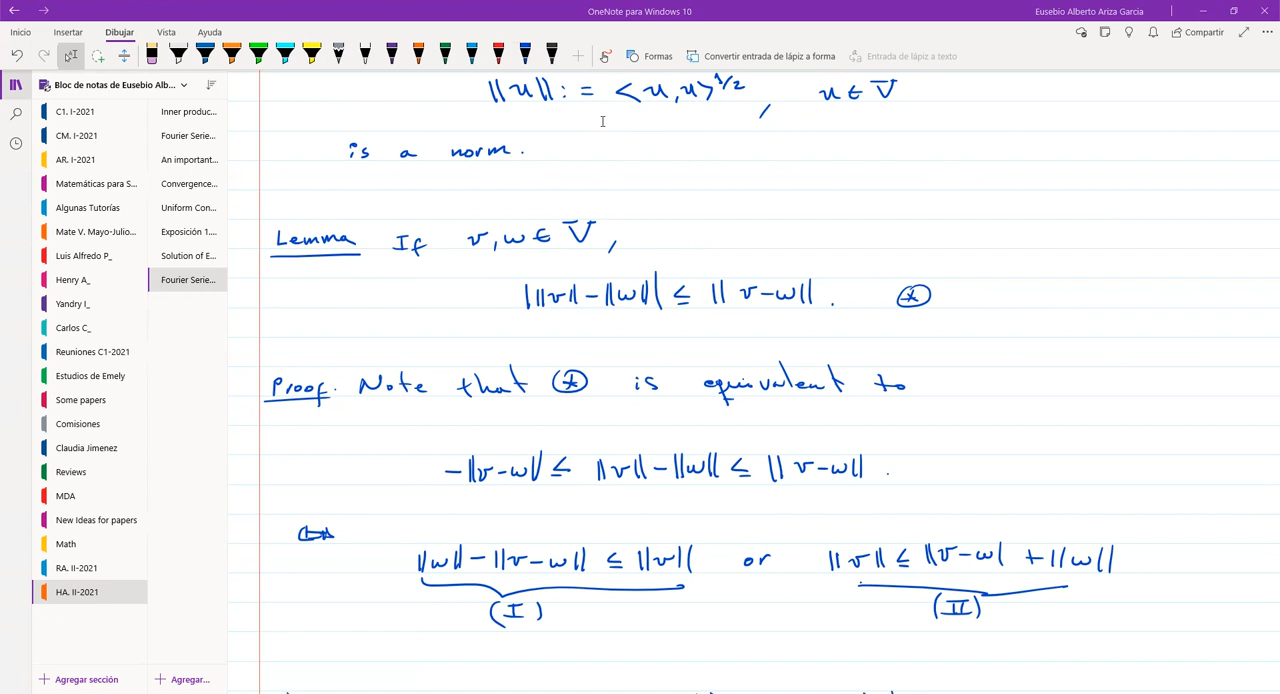 OneNote para Windows 10
Eusebio Alberto Ariza Garcia
Inicio Insertar Dibujar Vista Ayuda
Compartir
Formas Convertir entrada de lápiz a forma Entrada de lápiz a texto
Bloc de notas de Eusebio Alb...
C1. I-2021
CM. I-2021
AR. I-2021
Matemáticas para S...
Algunas Tutorías
Mate V. Mayo-Julio...
Luis Alfredo P_
Henry A_
Yandry I_
Carlos C_
Reuniones C1-2021
Estudios de Emely
Some papers
Comisiones
Claudia Jimenez
Reviews
MDA
New Ideas for papers
Math
RA. II-2021
HA. II-2021
Agregar sección
Inner produc...
Fourier Serie...
An important...
Convergence...
Uniform Con...
Exposición 1....
Solution of E...
Fourier Serie...
Agregar...
||u|| := <u,u>^1/2 , u ∈ V
is a norm.
Lemma If v, w ∈ V,
| ||v|| - ||w|| | ≤ || v-w|| . (*)
Proof. Note that (*) is equivalent to
-||v-w|| ≤ ||v|| - ||w|| ≤ || v-w|| .
||w|| - ||v-w|| ≤ ||v|| or ||v|| ≤ ||v-w| + ||w||
(I) (II)